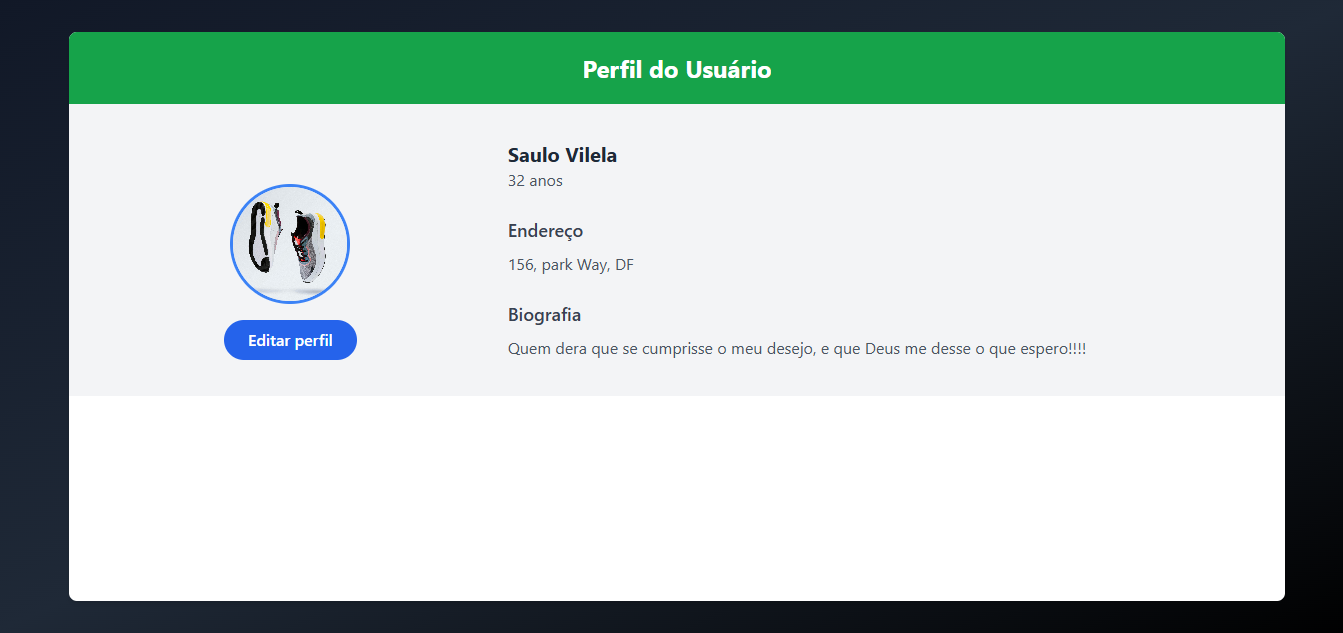 Perfil do Usuário
Saulo Vilela
32 anos
Endereço
156, park Way, DF
Editar perfil
Biografia
Quem dera que se cumprisse o meu desejo, e que Deus me desse o que espero!!!!